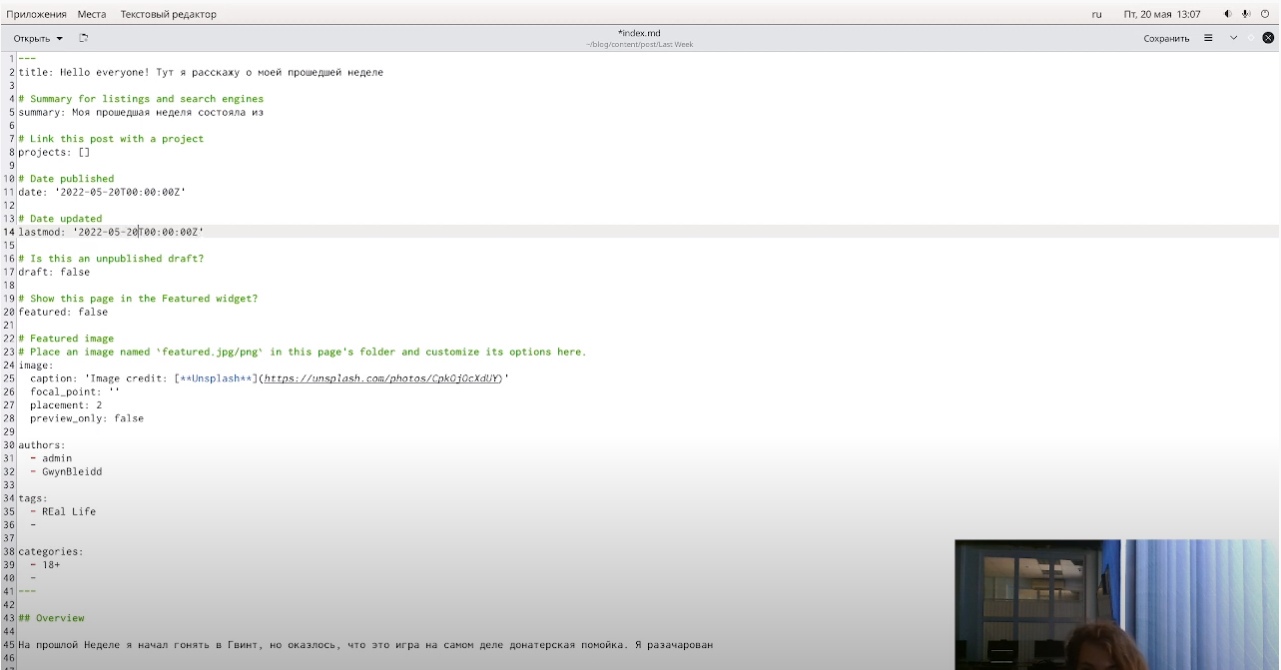 Приложения Места Текстовый редактор ru Пт, 20 мая 13:07
Открыть *index.md Сохранить
~/blog/content/post/Last Week
1 ---
2 title: Hello everyone! Тут я расскажу о моей прошедшей неделе
3
4 # Summary for listings and search engines
5 summary: Моя прошедшая неделя состояла из
6
7 # Link this post with a project
8 projects: []
9
10 # Date published
11 date: '2022-05-20T00:00:00Z'
12
13 # Date updated
14 lastmod: '2022-05-20T00:00:00Z'
15
16 # Is this an unpublished draft?
17 draft: false
18
19 # Show this page in the Featured widget?
20 featured: false
21
22 # Featured image
23 # Place an image named `featured.jpg/png` in this page's folder and customize its options here.
24 image:
25 caption: 'Image credit: [**Unsplash**](https://unsplash.com/photos/CpkOjOcXdUY)'
26 focal_point: ''
27 placement: 2
28 preview_only: false
29
30 authors:
31 - admin
32 - GwynBleidd
33
34 tags:
35 - REal Life
36 -
37
38 categories:
39 - 18+
40 -
41 ---
42
43 ## Overview
44
45 На прошлой Неделе я начал гонять в Гвинт, но оказлось, что это игра на самом деле донатерская помойка. Я разачарован
46